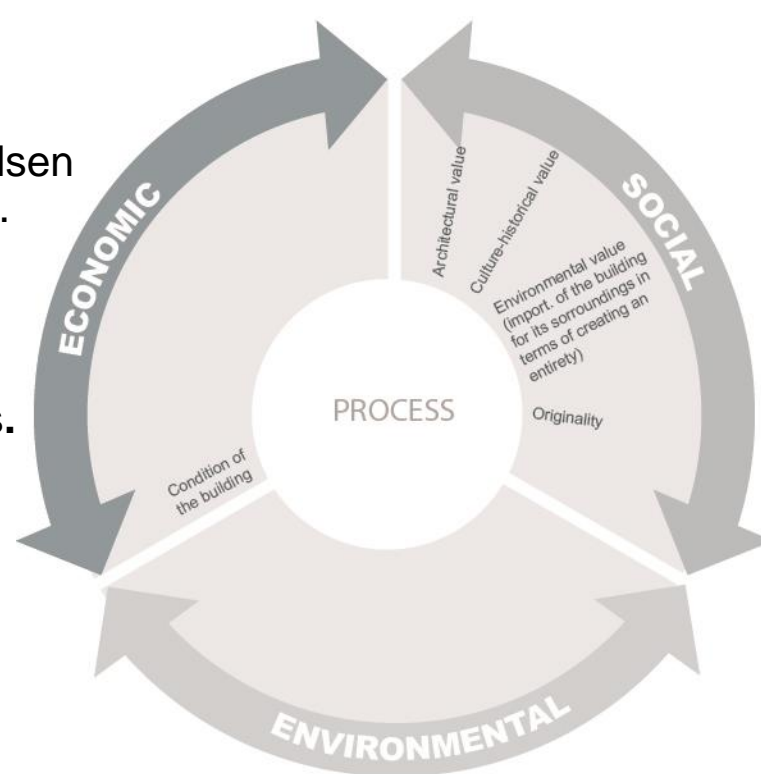 lsen
.
s.
ECONOMIC
SOCIAL
Architectural value
Culture-historical value
Environmental value
(import. of the building
for its sorroundings in
terms of creating an
entirety)
Originality
PROCESS
Condition of
the building
ENVIRONMENTAL